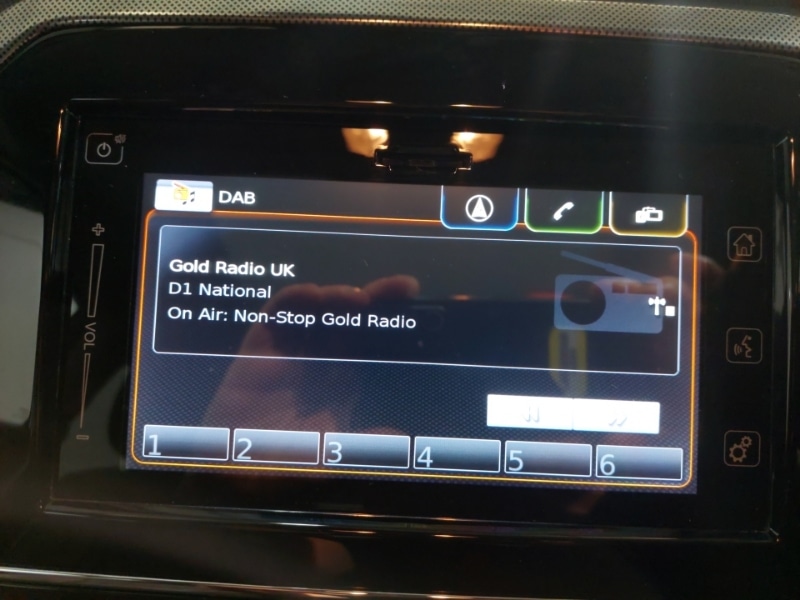 DAB
Gold Radio UK
D1 National
On Air: Non-Stop Gold Radio
VOL
1 2 3 4 5 6